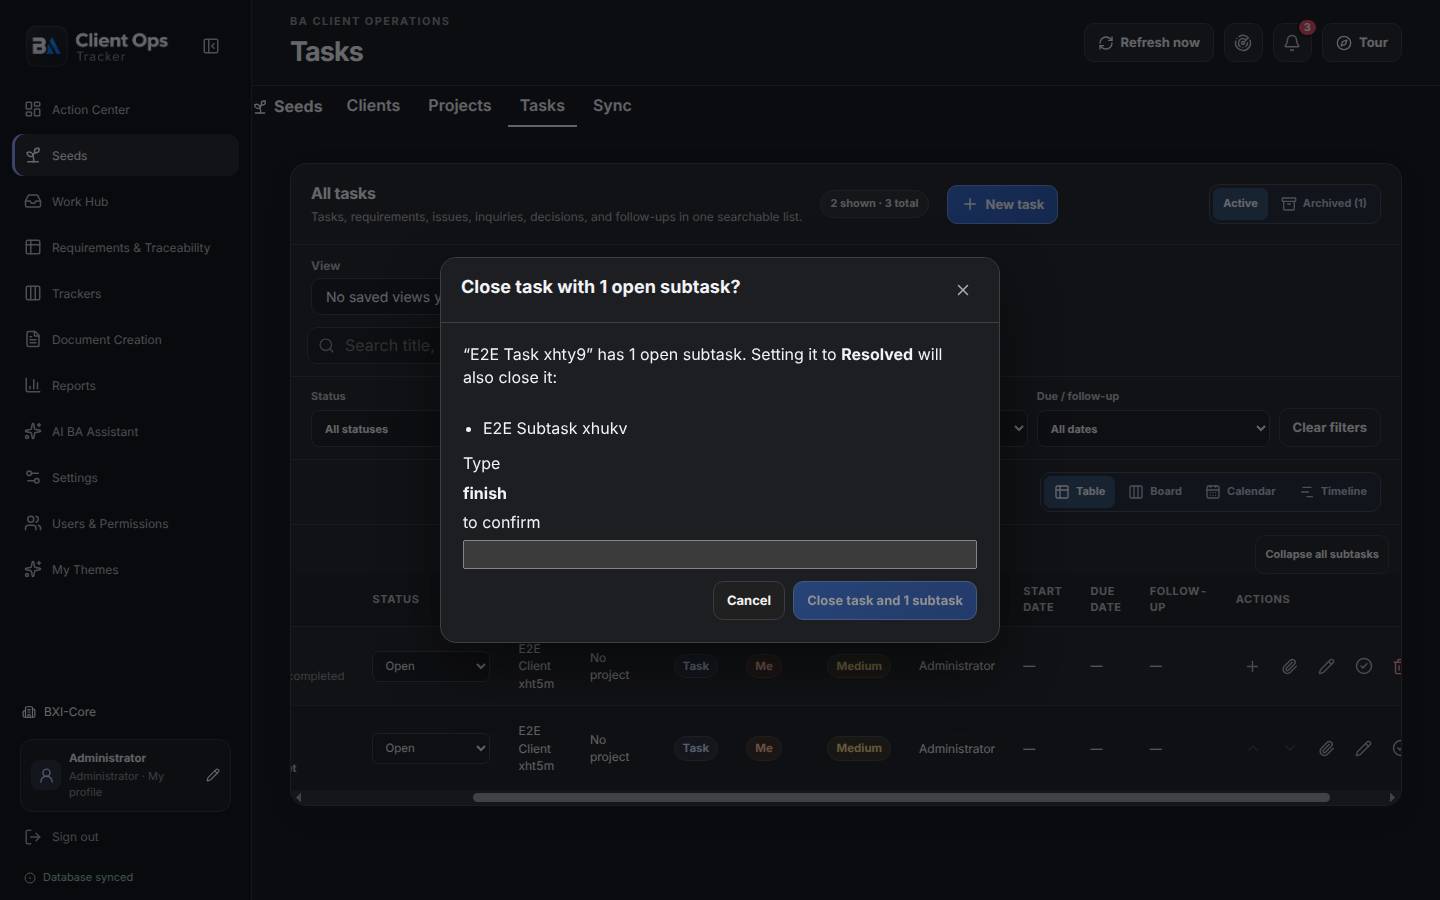 BA Client Ops
Tracker
BA CLIENT OPERATIONS
Tasks
Refresh now
3
Tour
Action Center
Seeds
Work Hub
Requirements & Traceability
Trackers
Document Creation
Reports
AI BA Assistant
Settings
Users & Permissions
My Themes
BXI-Core
Administrator
Administrator · My
profile
Sign out
Database synced
Seeds Clients Projects Tasks Sync
All tasks
Tasks, requirements, issues, inquiries, decisions, and follow-ups in one searchable list.
2 shown · 3 total
New task
Active Archived (1)
View
No saved views y
Search title,
Status
All statuses
Due / follow-up
All dates
Clear filters
Table Board Calendar Timeline
Collapse all subtasks
Close task with 1 open subtask?
“E2E Task xhty9” has 1 open subtask. Setting it to Resolved will
also close it:
• E2E Subtask xhukv
Type
finish
to confirm
Cancel Close task and 1 subtask
STATUS START DATE DUE DATE FOLLOW-UP ACTIONS
completed Open E2E Client xht5m No project Task Me Medium Administrator — — —
Open E2E Client xht5m No project Task Me Medium Administrator — — —